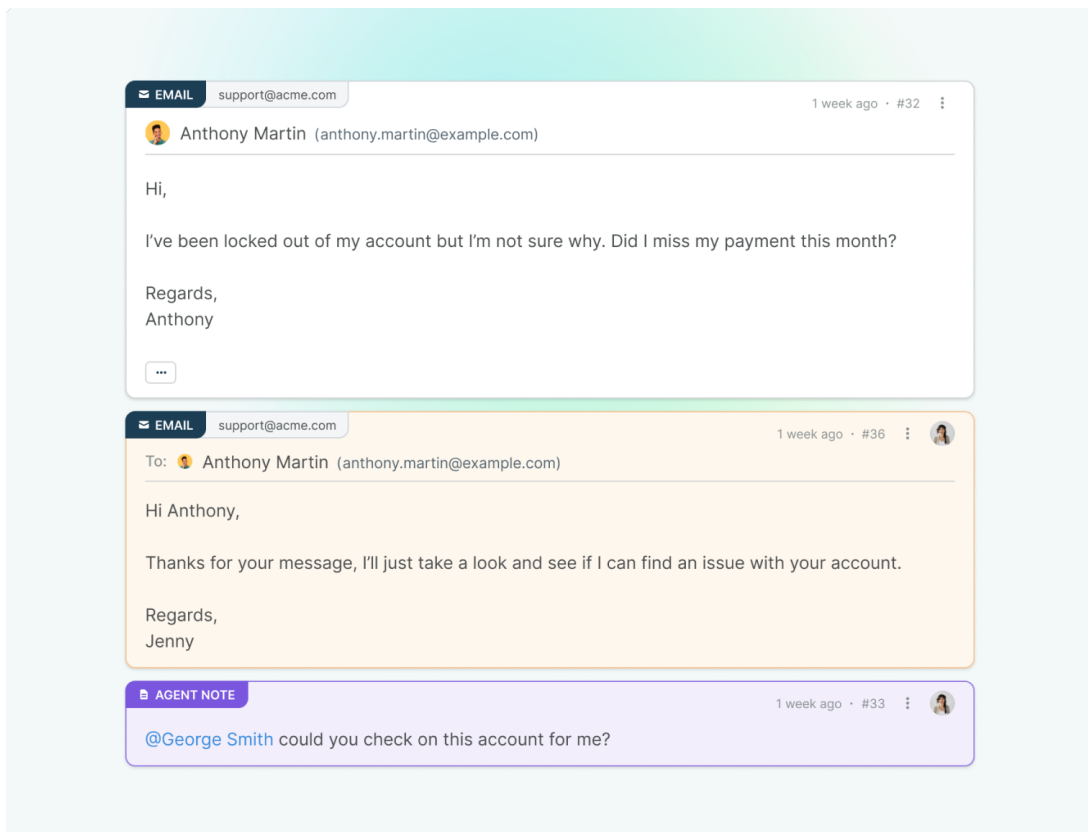 EMAIL support@acme.com
1 week ago · #32
Anthony Martin (anthony.martin@example.com)
Hi,
I’ve been locked out of my account but I’m not sure why. Did I miss my payment this month?
Regards,
Anthony
EMAIL support@acme.com
1 week ago · #36
To: Anthony Martin (anthony.martin@example.com)
Hi Anthony,
Thanks for your message, I’ll just take a look and see if I can find an issue with your account.
Regards,
Jenny
AGENT NOTE
1 week ago · #33
@George Smith could you check on this account for me?